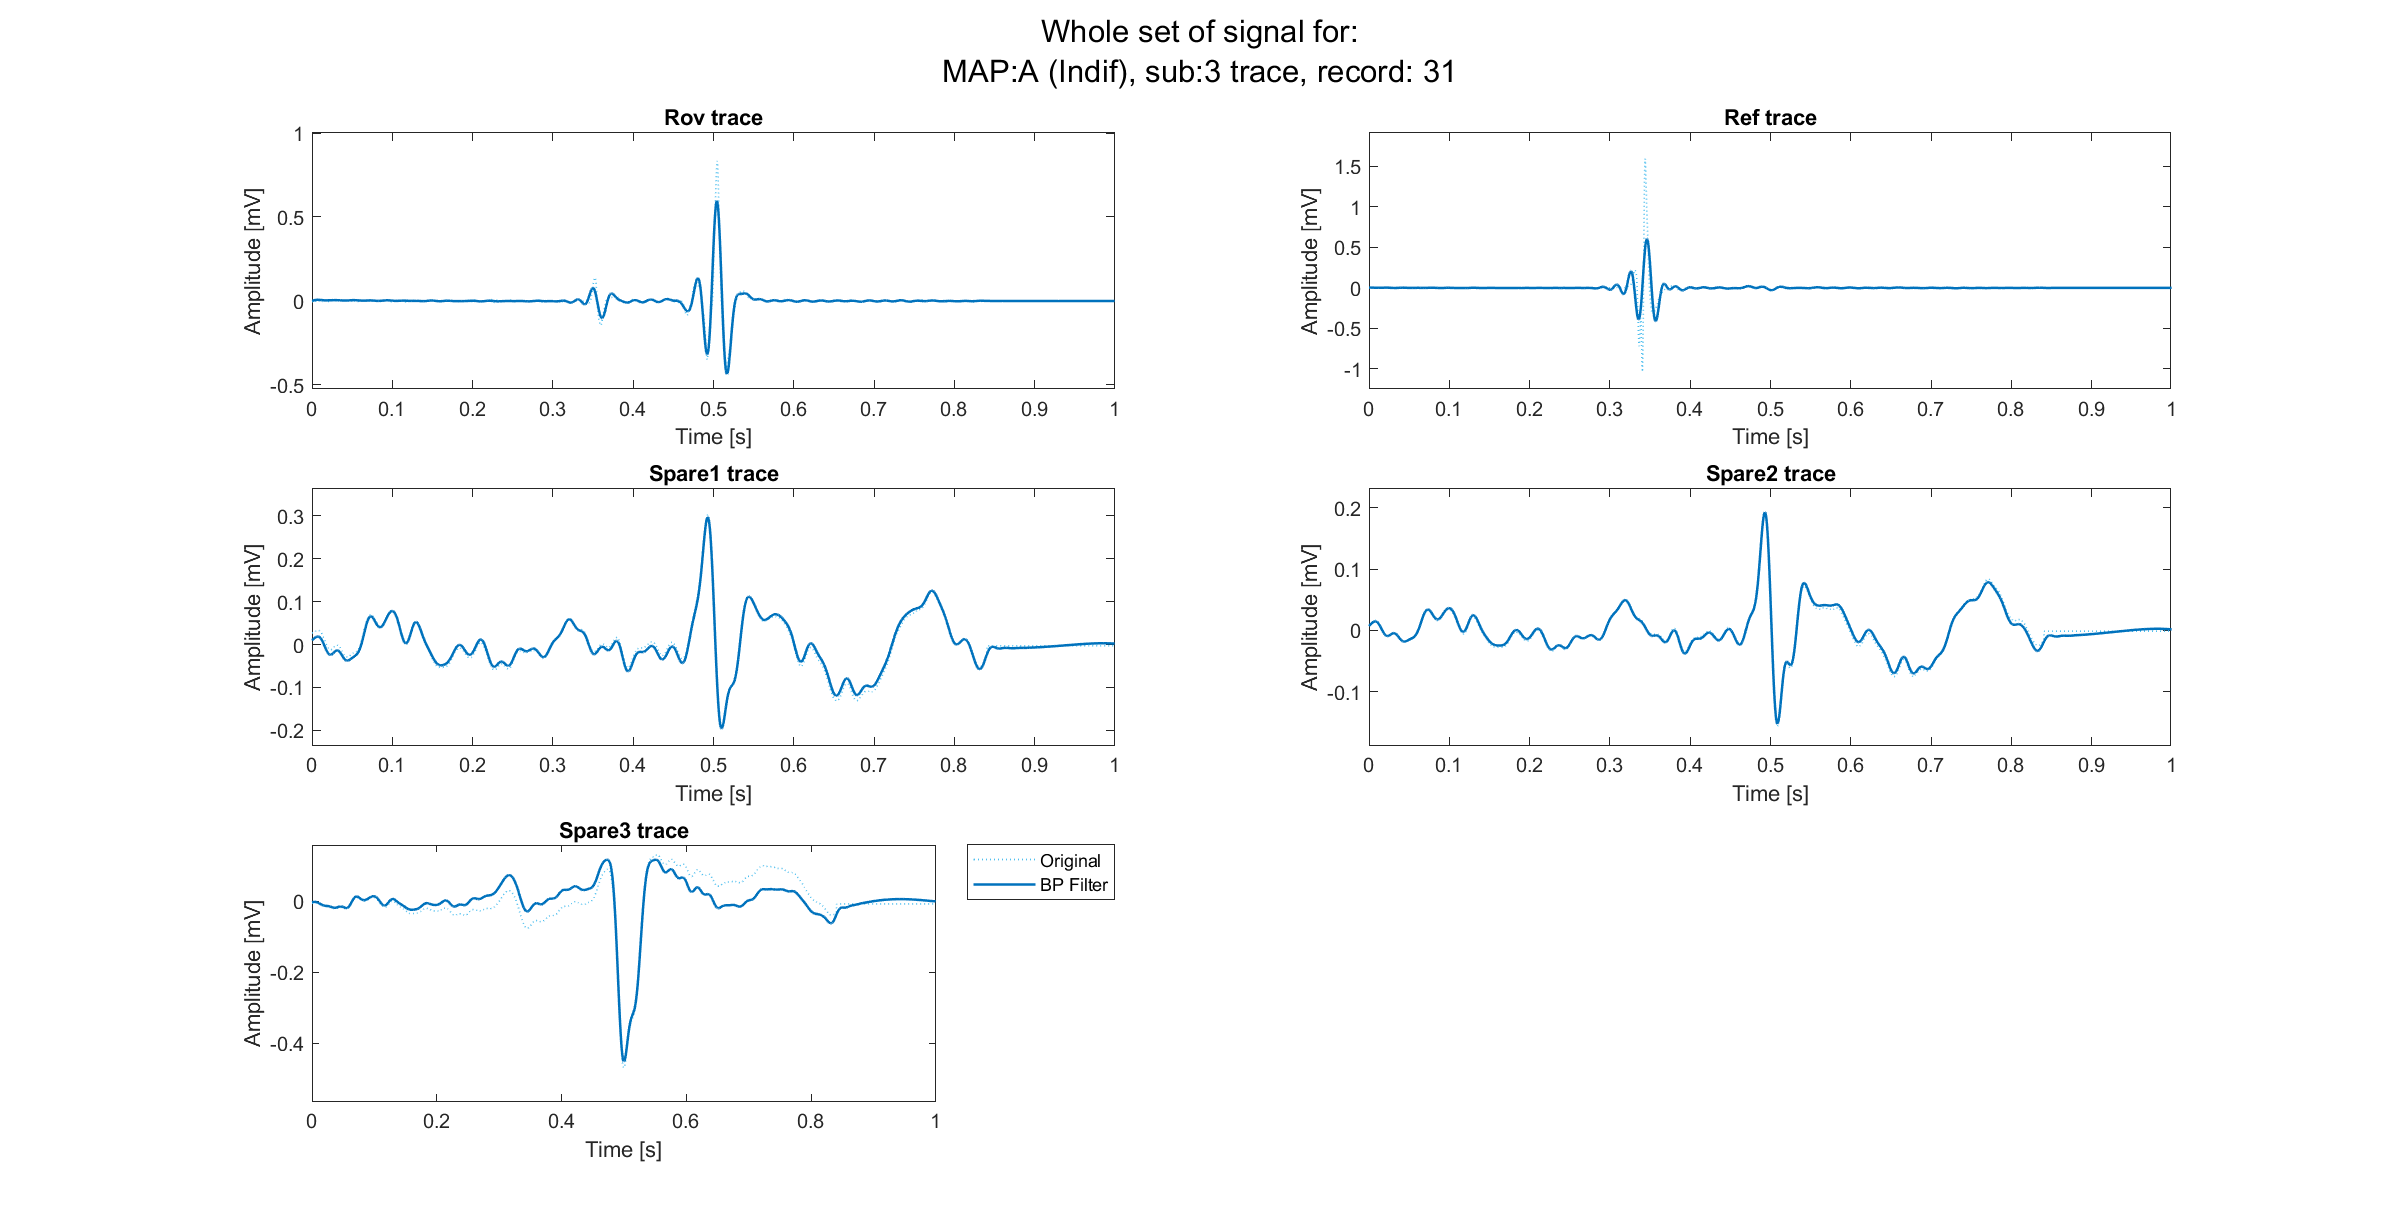 Whole set of signal for:
MAP:A (Indif), sub:3 trace, record: 31
Rov trace
Amplitude [mV]
1
0.5
0
-0.5
0 0.1 0.2 0.3 0.4 0.5 0.6 0.7 0.8 0.9 1
Time [s]
Ref trace
Amplitude [mV]
1.5
1
0.5
0
-0.5
-1
0 0.1 0.2 0.3 0.4 0.5 0.6 0.7 0.8 0.9 1
Time [s]
Spare1 trace
Amplitude [mV]
0.3
0.2
0.1
0
-0.1
-0.2
0 0.1 0.2 0.3 0.4 0.5 0.6 0.7 0.8 0.9 1
Time [s]
Spare2 trace
Amplitude [mV]
0.2
0.1
0
-0.1
0 0.1 0.2 0.3 0.4 0.5 0.6 0.7 0.8 0.9 1
Time [s]
Spare3 trace
Amplitude [mV]
0
-0.2
-0.4
0 0.2 0.4 0.6 0.8 1
Time [s]
Original
BP Filter